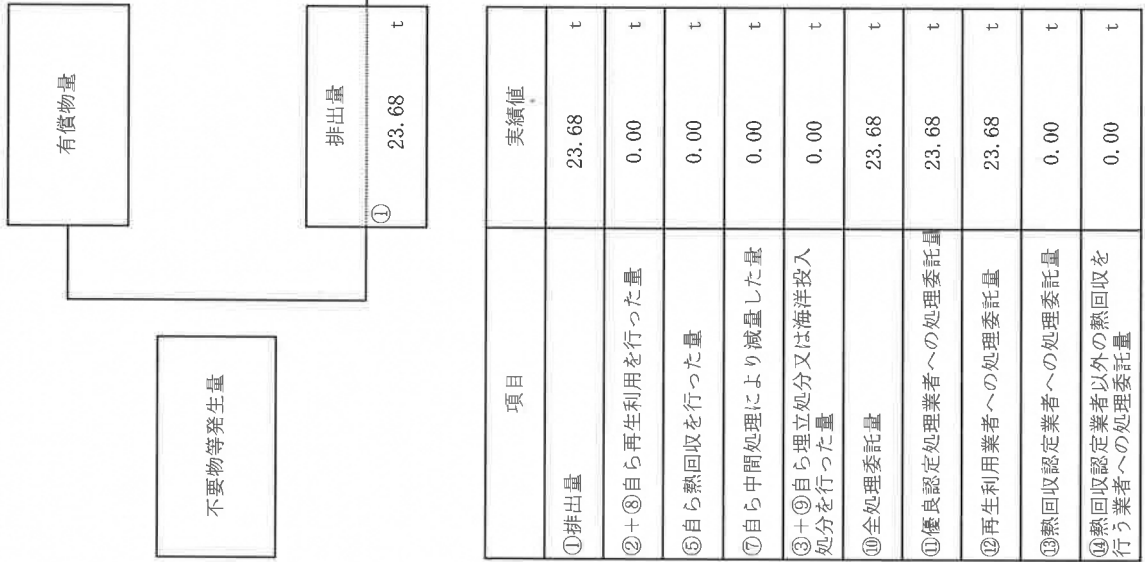 不要物等発生量
有償物量
排出量
① 23.68 t
項目 実績値
①排出量 23.68 t
②+⑧自ら再生利用を行った量 0.00 t
⑤自ら熱回収を行った量 0.00 t
⑦自ら中間処理により減量した量 0.00 t
③+⑨自ら埋立処分又は海洋投入
処分を行った量 0.00 t
⑩全処理委託量 23.68 t
⑪優良認定処理業者への処理委託量 23.68 t
⑫再生利用業者への処理委託量 23.68 t
⑬熱回収認定業者への処理委託量 0.00 t
⑭熱回収認定業者以外の熱回収を
行う業者への処理委託量 0.00 t